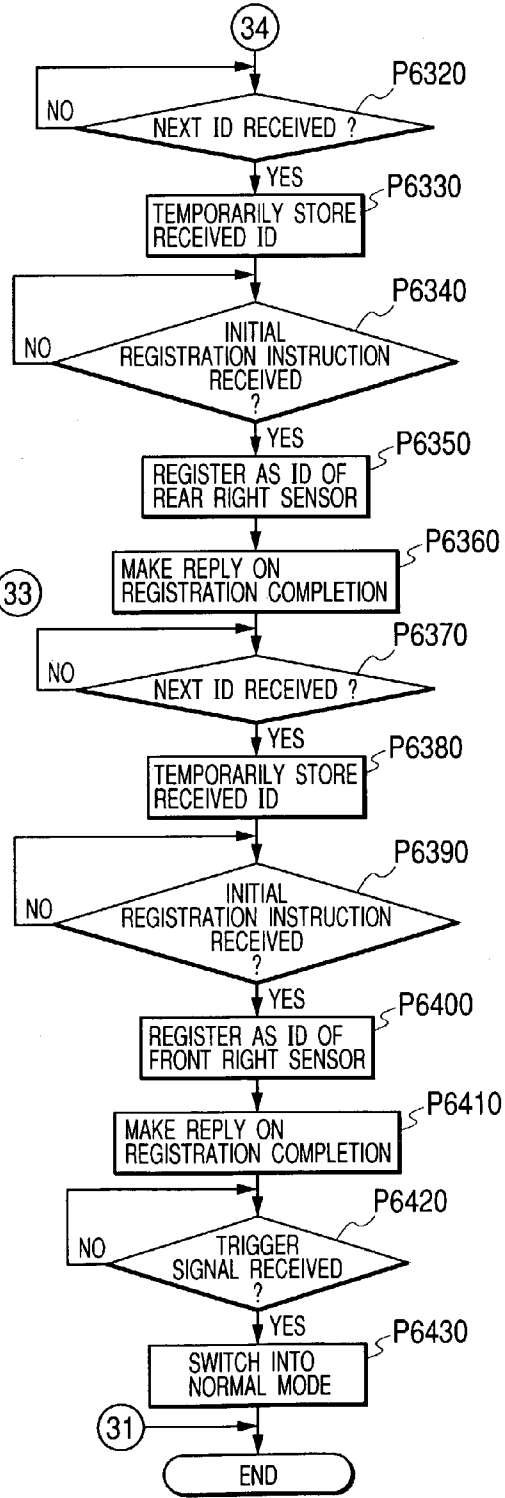 34
P6320
NO
NEXT ID RECEIVED ?
YES
P6330
TEMPORARILY STORE
RECEIVED ID
P6340
INITIAL
NO
REGISTRATION INSTRUCTION
RECEIVED
?
YES
P6350
REGISTER AS ID OF
REAR RIGHT SENSOR
P6360
MAKE REPLY ON
REGISTRATION COMPLETION
33
P6370
NO
NEXT ID RECEIVED ?
YES
P6380
TEMPORARILY STORE
RECEIVED ID
P6390
INITIAL
NO
REGISTRATION INSTRUCTION
RECEIVED
?
YES
P6400
REGISTER AS ID OF
FRONT RIGHT SENSOR
P6410
MAKE REPLY ON
REGISTRATION COMPLETION
P6420
NO
TRIGGER
SIGNAL RECEIVED
?
YES
P6430
SWITCH INTO
NORMAL MODE
31
END